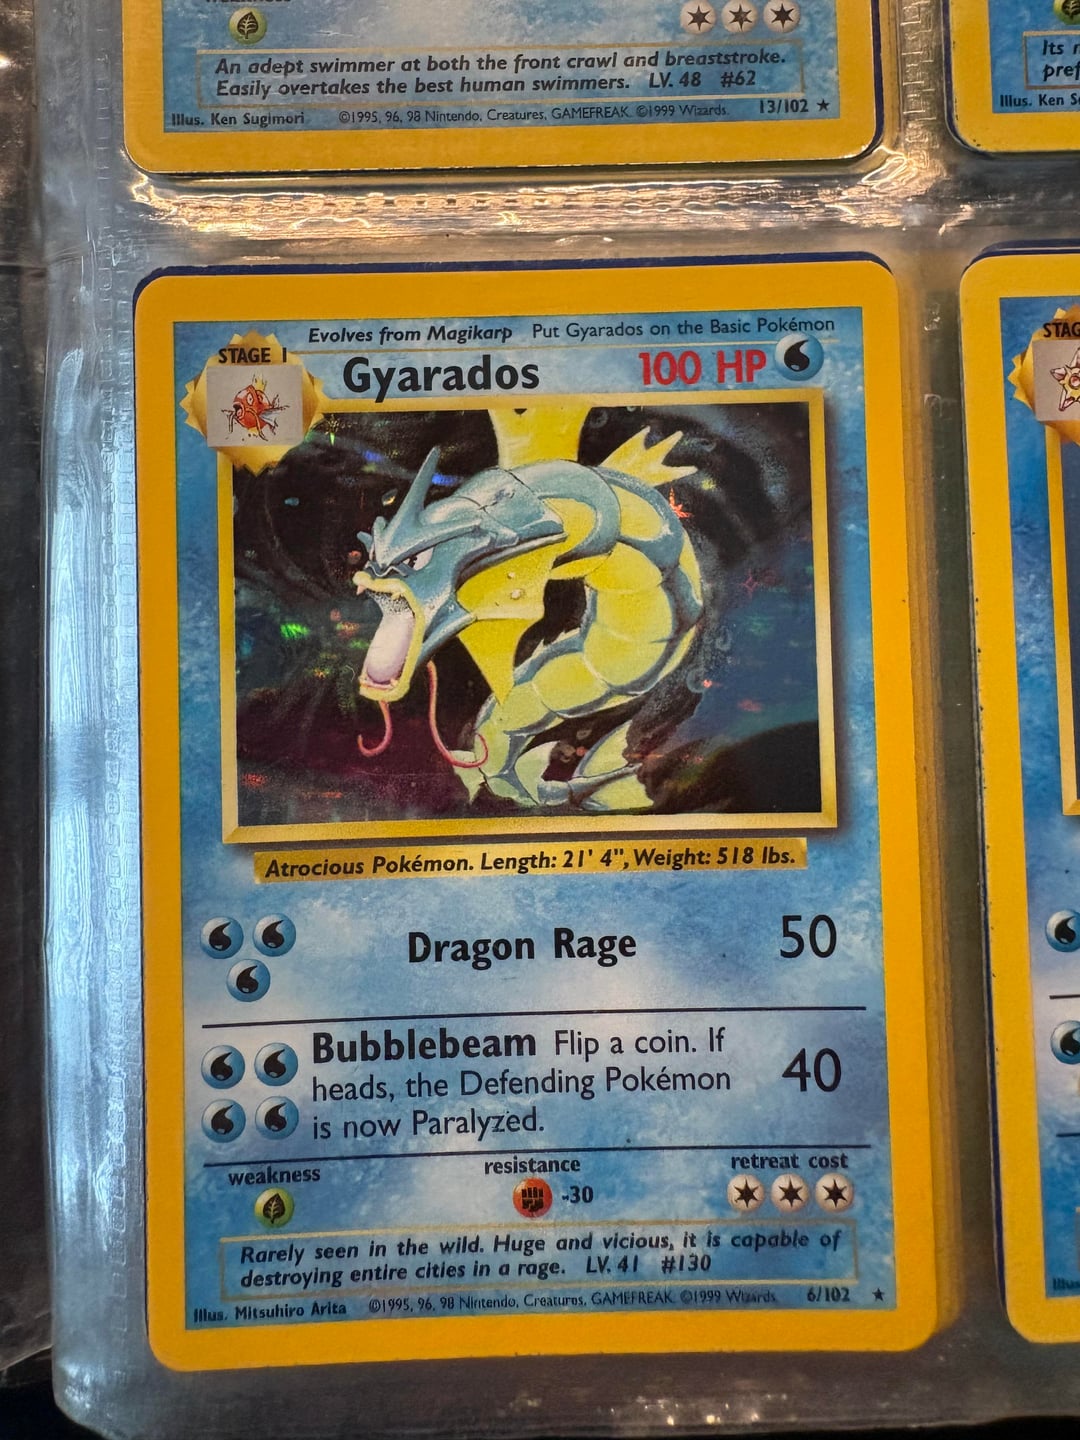 An adept swimmer at both the front crawl and breaststroke.
Easily overtakes the best human swimmers. LV. 48 #62
Illus. Ken Sugimori ©1995, 96, 98 Nintendo, Creatures, GAMEFREAK. ©1999 Wizards. 13/102 ★
Its
pref
Illus. Ken
Evolves from Magikarp Put Gyarados on the Basic Pokémon
STAGE 1
Gyarados 100 HP
Atrocious Pokémon. Length: 21' 4", Weight: 518 lbs.
Dragon Rage 50
Bubblebeam Flip a coin. If
heads, the Defending Pokémon
is now Paralyzed.
40
weakness resistance retreat cost
-30
Rarely seen in the wild. Huge and vicious, it is capable of
destroying entire cities in a rage. LV. 41 #130
Illus. Mitsuhiro Arita ©1995, 96, 98 Nintendo, Creatures, GAMEFREAK. ©1999 Wizards. 6/102 ★
STAG